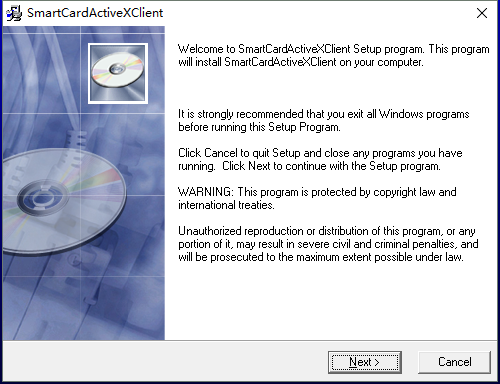 SmartCardActiveXClient
Welcome to SmartCardActiveXClient Setup program. This program
will install SmartCardActiveXClient on your computer.
It is strongly recommended that you exit all Windows programs
before running this Setup Program.
Click Cancel to quit Setup and close any programs you have
running. Click Next to continue with the Setup program.
WARNING: This program is protected by copyright law and
international treaties.
Unauthorized reproduction or distribution of this program, or any
portion of it, may result in severe civil and criminal penalties, and
will be prosecuted to the maximum extent possible under law.
Next >
Cancel